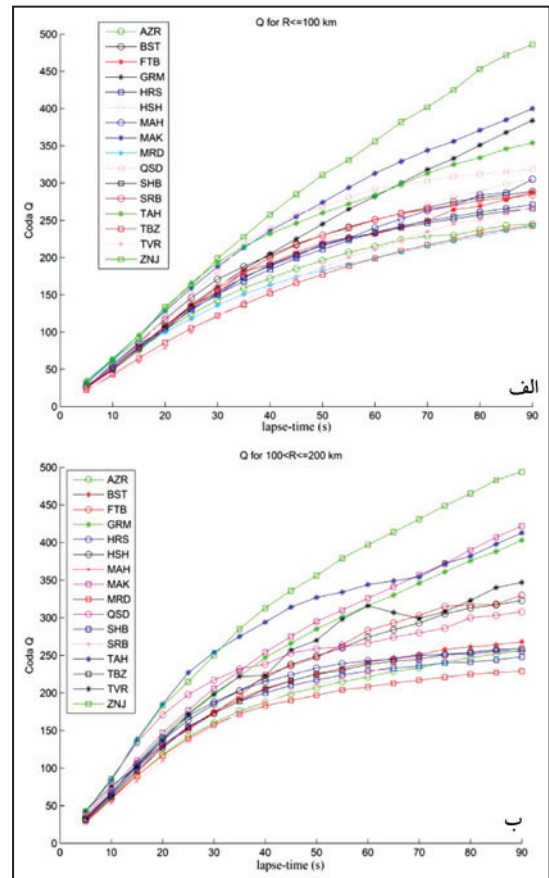 Q for R<=100 km
500
450
400
350
300
250
200
150
100
50
0
Coda Q
AZR
BST
FTB
GRM
HRS
HSH
MAH
MAK
MRD
QSD
SHB
SRB
TAH
TBZ
TVR
ZNJ
الف
0 10 20 30 40 50 60 70 80 90
lapse-time (s)
Q for 100<R<=200 km
500
450
400
350
300
250
200
150
100
50
0
Coda Q
AZR
BST
FTB
GRM
HRS
HSH
MAH
MAK
MRD
QSD
SHB
SRB
TAH
TBZ
TVR
ZNJ
ب
0 10 20 30 40 50 60 70 80 90
lapse-time (s)